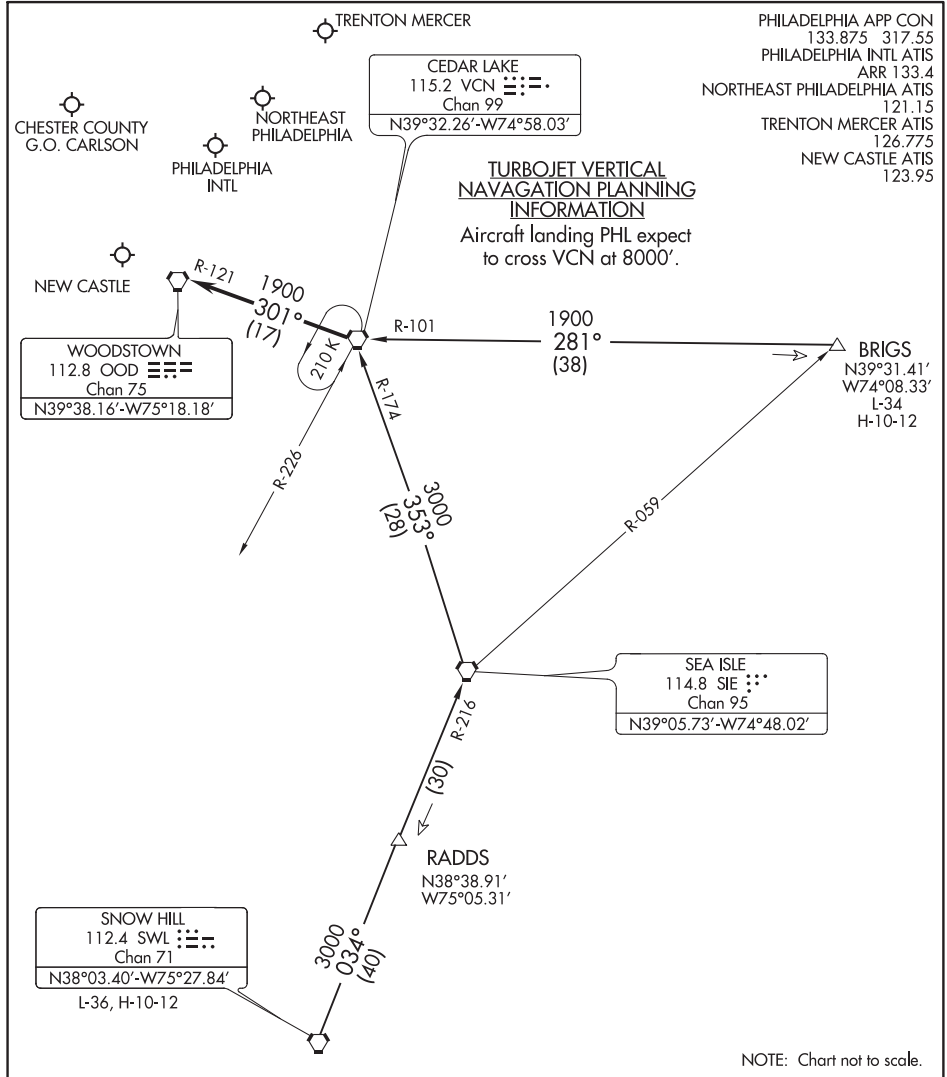 TRENTON MERCER
PHILADELPHIA APP CON
133.875 317.55
PHILADELPHIA INTL ATIS
ARR 133.4
NORTHEAST PHILADELPHIA ATIS
121.15
TRENTON MERCER ATIS
126.775
NEW CASTLE ATIS
123.95
CEDAR LAKE
115.2 VCN
Chan 99
N39°32.26'-W74°58.03'
CHESTER COUNTY
G.O. CARLSON
NORTHEAST
PHILADELPHIA
PHILADELPHIA
INTL
TURBOJET VERTICAL
NAVAGATION PLANNING
INFORMATION
Aircraft landing PHL expect
to cross VCN at 8000'.
NEW CASTLE
R-121
1900
301°
(17)
210 K
R-101
1900
281°
(38)
BRIGS
N39°31.41'
W74°08.33'
L-34
H-10-12
WOODSTOWN
112.8 OOD
Chan 75
N39°38.16'-W75°18.18'
R-174
R-226
3000
353°
(28)
R-059
SEA ISLE
114.8 SIE
Chan 95
N39°05.73'-W74°48.02'
R-216
(30)
RADDS
N38°38.91'
W75°05.31'
SNOW HILL
112.4 SWL
Chan 71
N38°03.40'-W75°27.84'
L-36, H-10-12
3000
034°
(40)
NOTE: Chart not to scale.